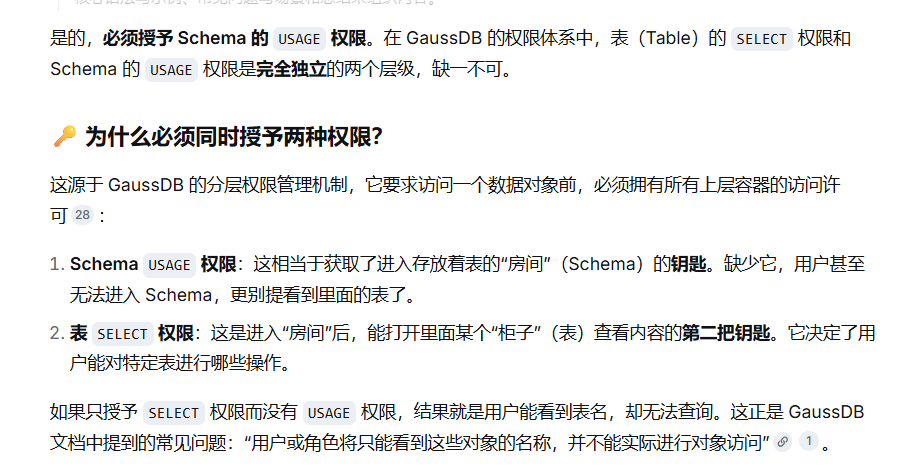 是的，必须授予 Schema 的 USAGE 权限。在 GaussDB 的权限体系中，表（Table）的 SELECT 权限和
Schema 的 USAGE 权限是完全独立的两个层级，缺一不可。
🔑 为什么必须同时授予两种权限？
这源于 GaussDB 的分层权限管理机制，它要求访问一个数据对象前，必须拥有所有上层容器的访问许
可 28 ：
1. Schema USAGE 权限：这相当于获取了进入存放着表的“房间”（Schema）的钥匙。缺少它，用户甚至
无法进入 Schema，更别提看到里面的表了。
2. 表 SELECT 权限：这是进入“房间”后，能打开里面某个“柜子”（表）查看内容的第二把钥匙。它决定了用
户能对特定表进行哪些操作。
如果只授予 SELECT 权限而没有 USAGE 权限，结果就是用户能看到表名，却无法查询。这正是 GaussDB
文档中提到的常见问题：“用户或角色将只能看到这些对象的名称，并不能实际进行对象访问” 1 。